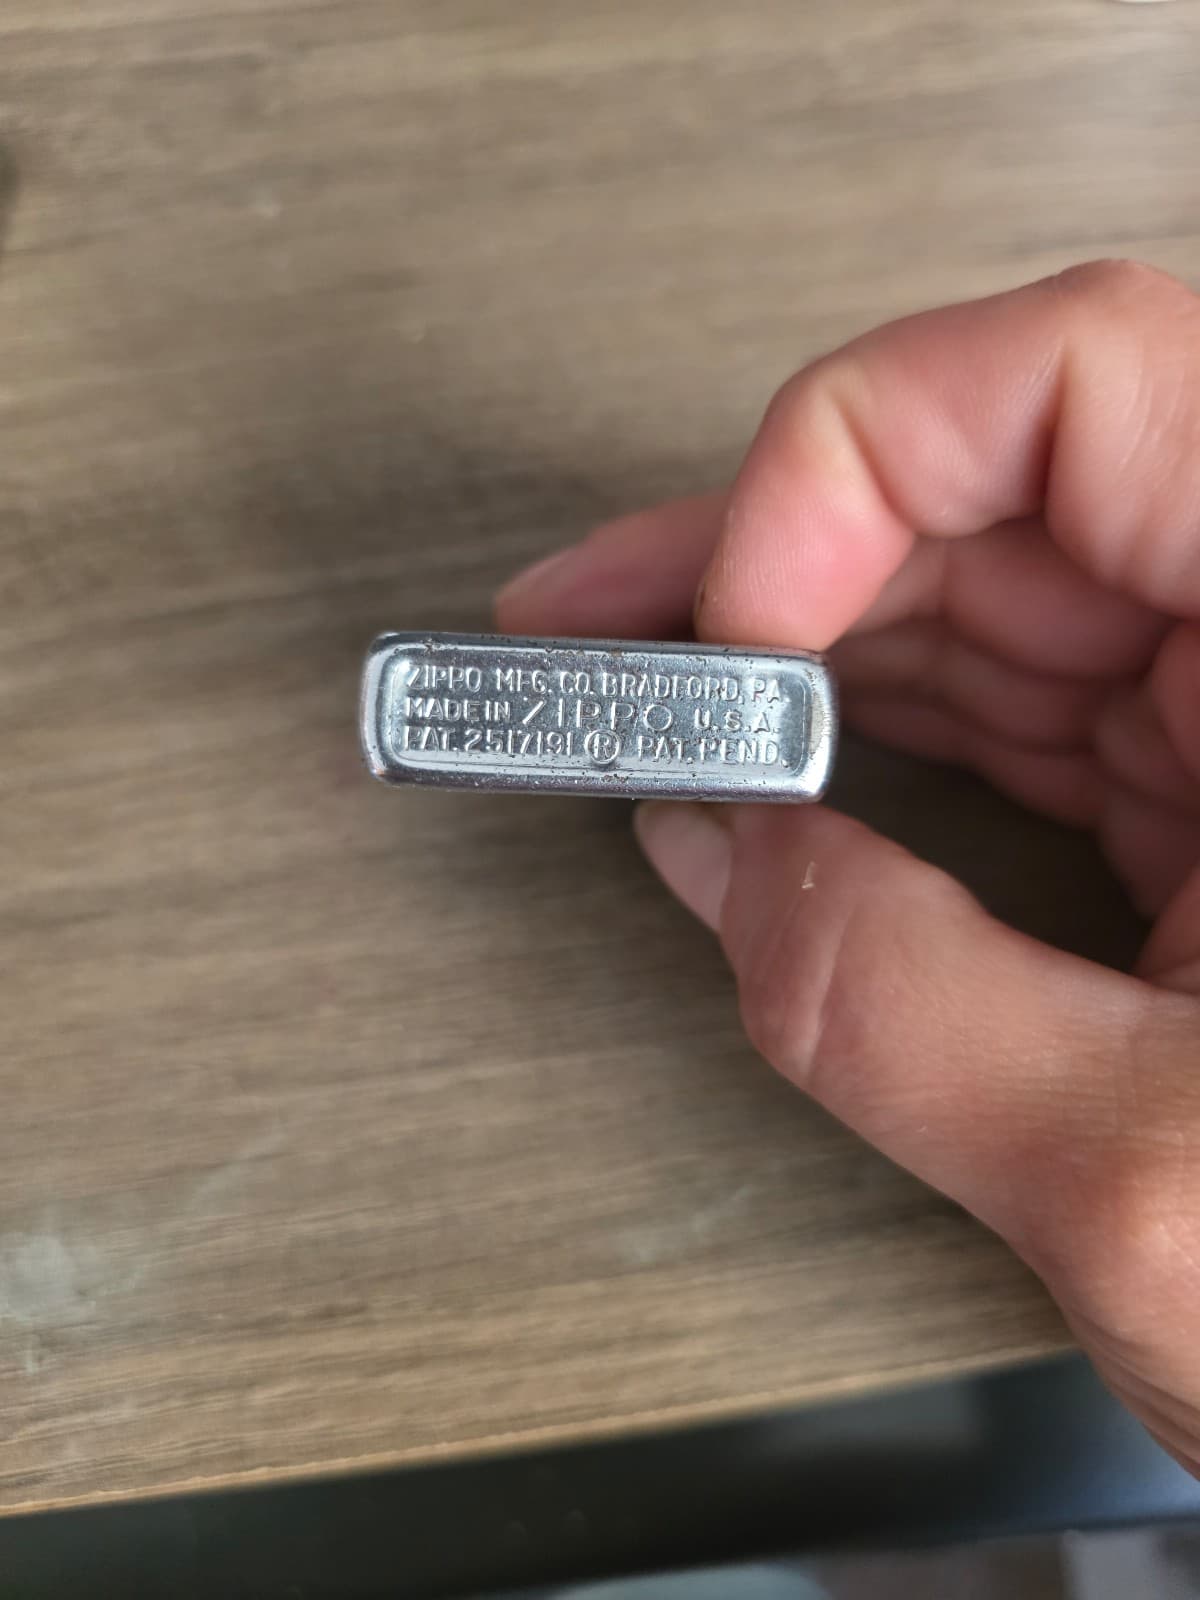 ZIPPO MFG. CO. BRADFORD, PA
MADE IN ZIPPO U.S.A.
PAT. 2517191 ® PAT. PEND.